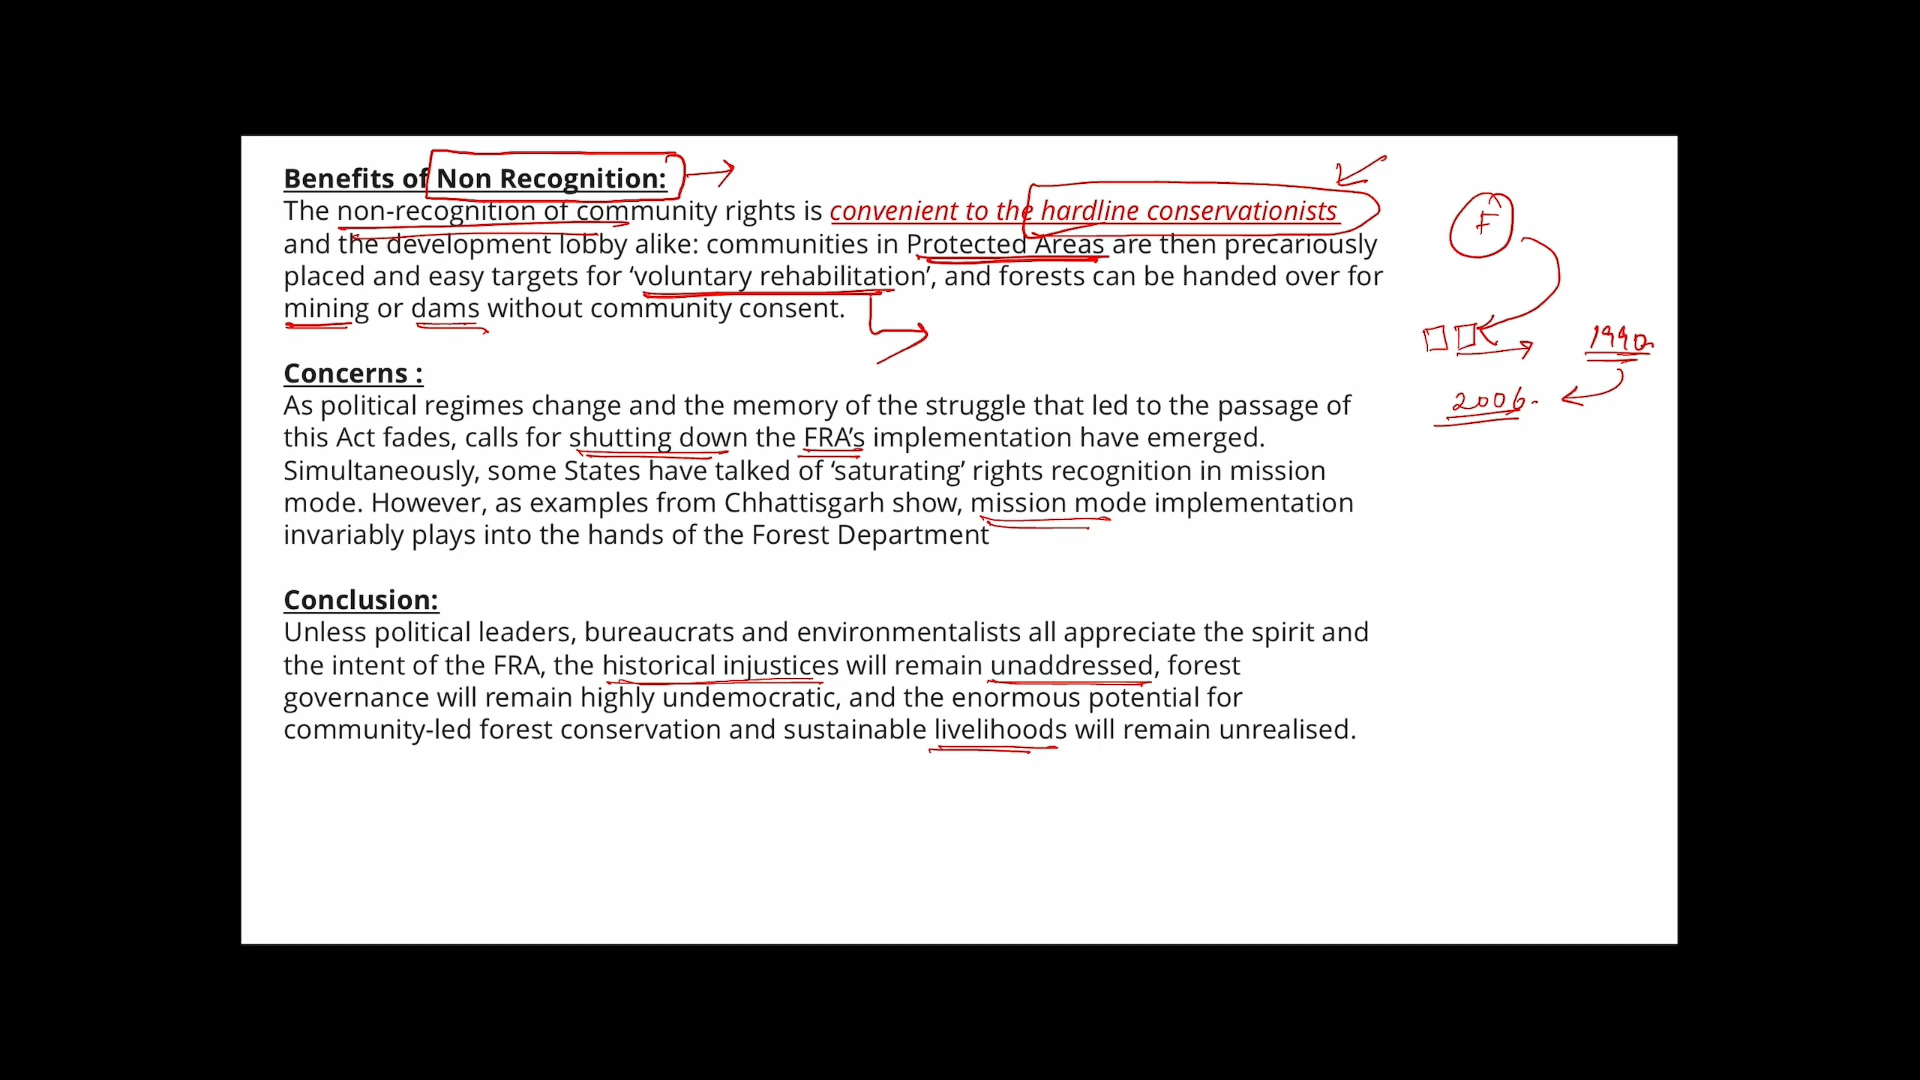 Benefits of Non Recognition:
The non-recognition of community rights is convenient to the hardline conservationists
and the development lobby alike: communities in Protected Areas are then precariously
placed and easy targets for ‘voluntary rehabilitation’, and forests can be handed over for
mining or dams without community consent.
F
1990
2006.
Concerns :
As political regimes change and the memory of the struggle that led to the passage of
this Act fades, calls for shutting down the FRA’s implementation have emerged.
Simultaneously, some States have talked of ‘saturating’ rights recognition in mission
mode. However, as examples from Chhattisgarh show, mission mode implementation
invariably plays into the hands of the Forest Department
Conclusion:
Unless political leaders, bureaucrats and environmentalists all appreciate the spirit and
the intent of the FRA, the historical injustices will remain unaddressed, forest
governance will remain highly undemocratic, and the enormous potential for
community-led forest conservation and sustainable livelihoods will remain unrealised.